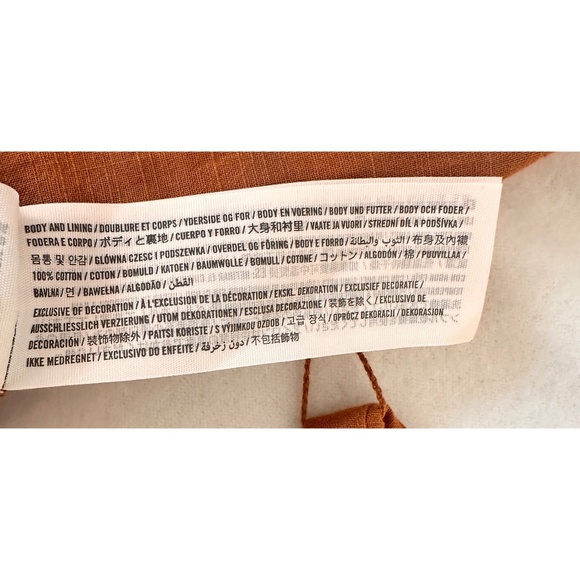 BODY AND LINING / DOUBLURE ET CORPS / YDERSIDE OG FOR / BODY EN VOERING / BODY UND FUTTER / BODY OCH FODER /
FODERA E CORPO / ボディと裏地 / CUERPO Y FORRO / 大身和衬里 / VAATE JA VUORI / STREDNÍ DÍL A PODŠÍVKA /
몸통 및 안감 / GŁÓWNA CZESC I PODSZEWKA / OVERDEL OG FÔRING / BODY E FORRO / الثوب والبطانة / 布身及內襯
100% COTTON / COTON / BOMULD / KATOEN / BAUMWOLLE / BOMULL / COTONE / コットン / ALGODÓN / 棉 / PUUVILLAA /
BAVLNA / 면 / BAWEŁNA / ALGODÃO / القطن
EXCLUSIVE OF DECORATION / À L'EXCLUSION DE LA DÉCORATION / EKSKL. DEKORATION / EXCLUSIEF DECORATIE /
AUSSCHLIESSLICH VERZIERUNG / UTOM DEKORATIONEN / ESCLUSA DECORAZIONE / 装飾を除く / EXCLUSIVO DE
DECORACIÓN / 装饰物除外 / PAITSI KORISTE / S VÝJIMKOU OZDOB / 고급 장식 / OPRÓCZ DEKORACJI / DEKORASJON
IKKE MEDREGNET / EXCLUSIVO DO ENFEITE / دون زخرفة / 不包括飾物